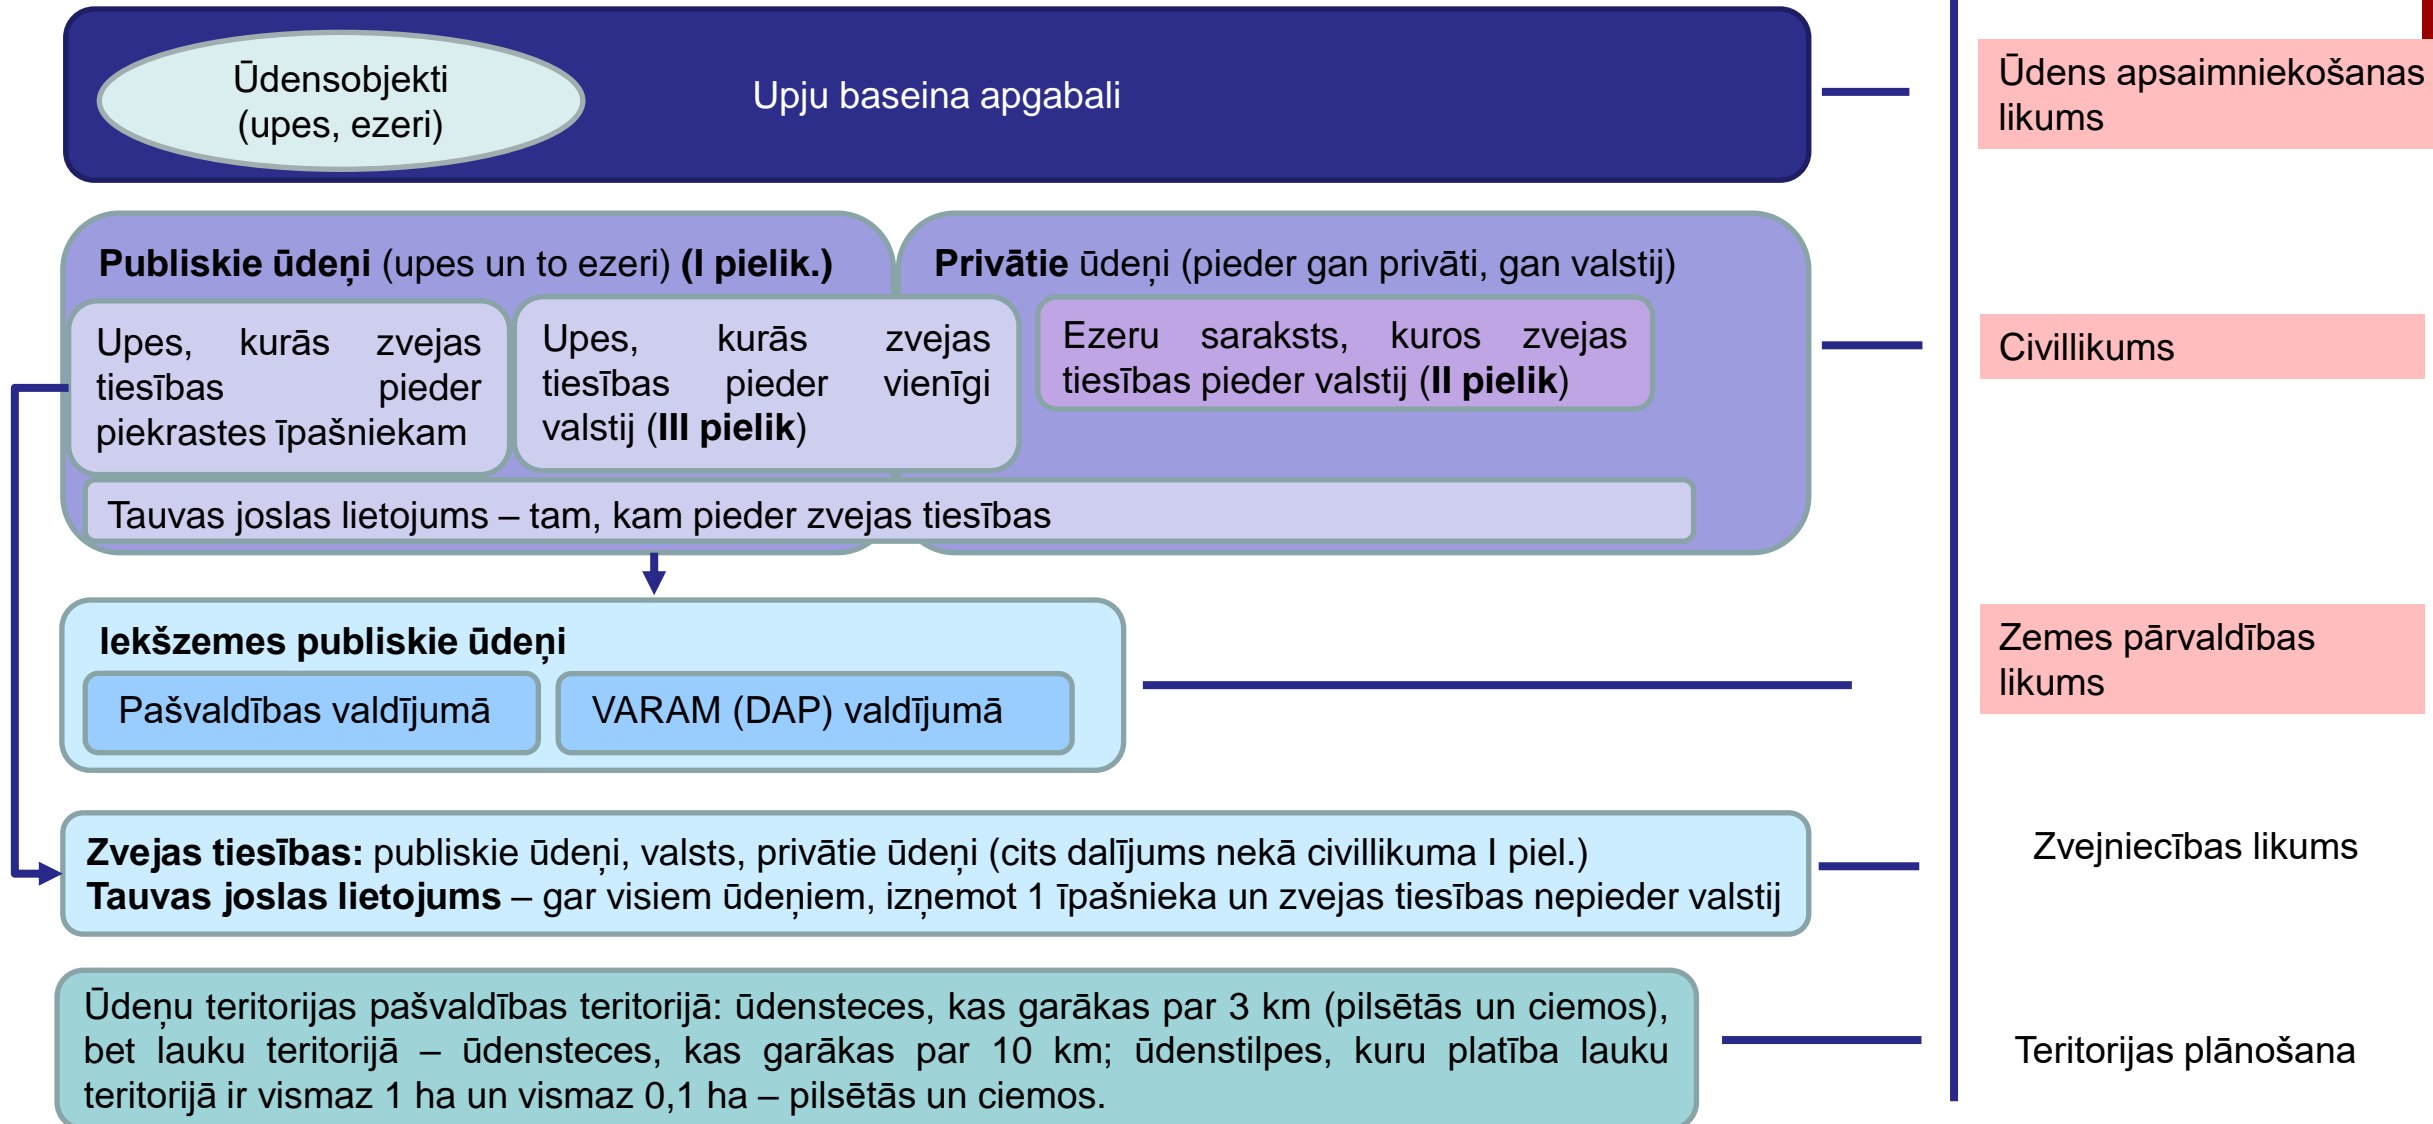 Ūdensobjekti
(upes, ezeri)
Upju baseina apgabali
Ūdens apsaimniekošanas
likums
Publiskie ūdeņi (upes un to ezeri) (I pielik.)
Privātie ūdeņi (pieder gan privāti, gan valstij)
Upes, kurās zvejas
tiesības pieder
piekrastes īpašniekam
Upes, kurās zvejas
tiesības pieder vienīgi
valstij (III pielik)
Ezeru saraksts, kuros zvejas
tiesības pieder valstij (II pielik)
Civillikums
Tauvas joslas lietojums – tam, kam pieder zvejas tiesības
Iekšzemes publiskie ūdeņi
Pašvaldības valdījumā
VARAM (DAP) valdījumā
Zemes pārvaldības
likums
Zvejas tiesības: publiskie ūdeņi, valsts, privātie ūdeņi (cits dalījums nekā civillikuma I piel.)
Tauvas joslas lietojums – gar visiem ūdeņiem, izņemot 1 īpašnieka un zvejas tiesības nepieder valstij
Zvejniecības likums
Ūdeņu teritorijas pašvaldības teritorijā: ūdensteces, kas garākas par 3 km (pilsētās un ciemos),
bet lauku teritorijā – ūdensteces, kas garākas par 10 km; ūdenstilpes, kuru platība lauku
teritorijā ir vismaz 1 ha un vismaz 0,1 ha – pilsētās un ciemos.
Teritorijas plānošana